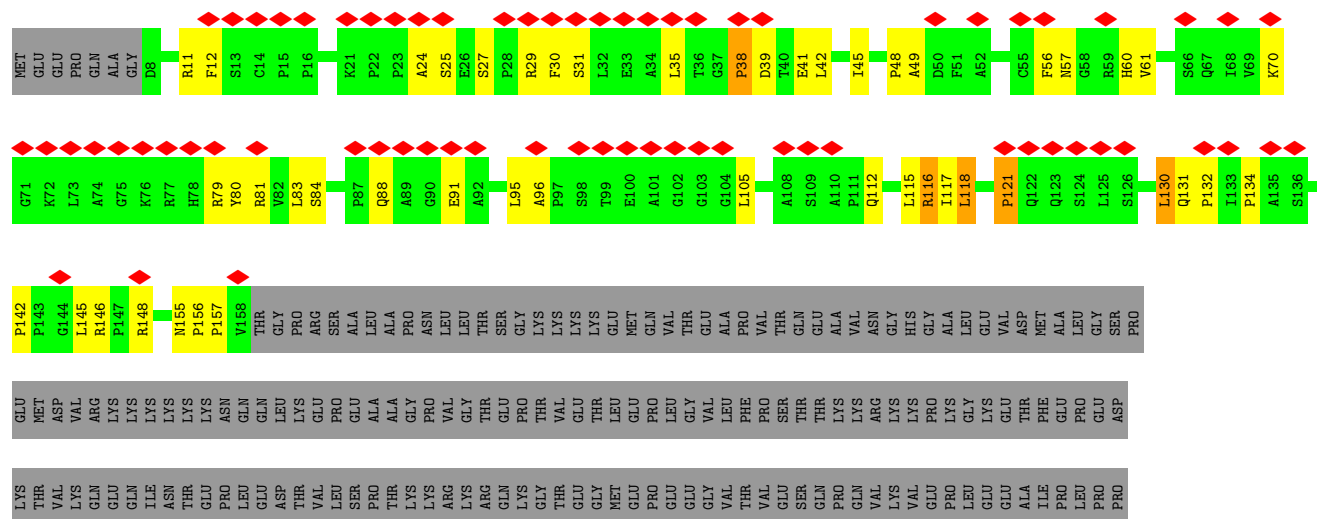 MET GLU GLU PRO GLN ALA GLY D8 R11 F12 S13 C14 P15 P16 K21 P22 P23 A24 S25 E26 S27 P28 R29 F30 S31 L32 E33 A34 L35 T36 G37 P38 D39 T40 E41 L42 I45 P48 A49 D50 F51 A52 C55 F56 N57 G58 R59 H60 V61 S66 Q67 I68 V69 K70
G71 K72 L73 A74 G75 K76 R77 H78 R79 Y80 R81 V82 L83 S84 P87 Q88 A89 G90 E91 A92 L95 A96 P97 S98 T99 E100 A101 G102 G103 G104 L105 A108 S109 A110 P111 Q112 L115 R116 I117 L118 P121 Q122 Q123 S124 L125 S126 L130 Q131 P132 I133 P134 A135 S136
P142 P143 G144 L145 R146 P147 R148 N155 P156 P157 V158 THR GLY PRO ARG SER ALA LEU ALA PRO ASN LEU LEU THR SER GLY LYS LYS LYS LYS GLU MET GLN VAL THR GLU ALA PRO VAL THR GLN GLU ALA VAL ASN GLY HIS GLY ALA LEU GLU VAL ASP MET ALA LEU GLY SER PRO
GLU MET ASP VAL ARG LYS LYS LYS LYS LYS LYS ASN GLN GLN LEU LYS GLU PRO GLU ALA ALA GLY PRO VAL GLY THR GLU PRO THR VAL GLU THR LEU GLU PRO LEU GLY VAL LEU PHE PRO SER THR THR LYS LYS ARG LYS LYS PRO LYS GLY LYS GLU THR PHE GLU PRO GLU ASP
LYS THR VAL LYS GLN GLU GLN ILE ASN THR GLU PRO LEU GLU ASP THR VAL LEU SER PRO THR LYS LYS ARG LYS ARG GLN LYS GLY THR GLU GLY MET GLU PRO GLU GLU GLY VAL THR VAL GLU SER GLN PRO GLN VAL LYS VAL GLU PRO LEU GLU GLU ALA ILE PRO LEU PRO PRO